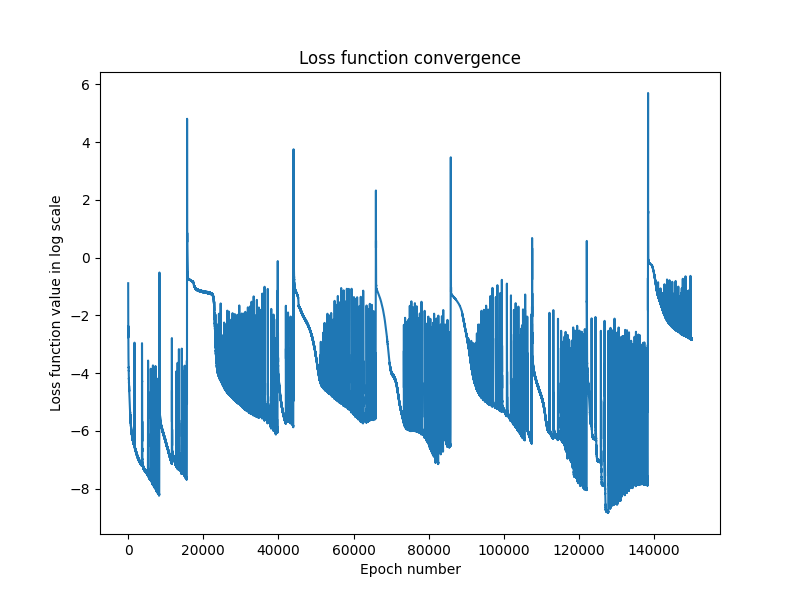 Loss function convergence
6
4
2
0
−2
−4
−6
−8
Loss function value in log scale
0 20000 40000 60000 80000 100000 120000 140000
Epoch number